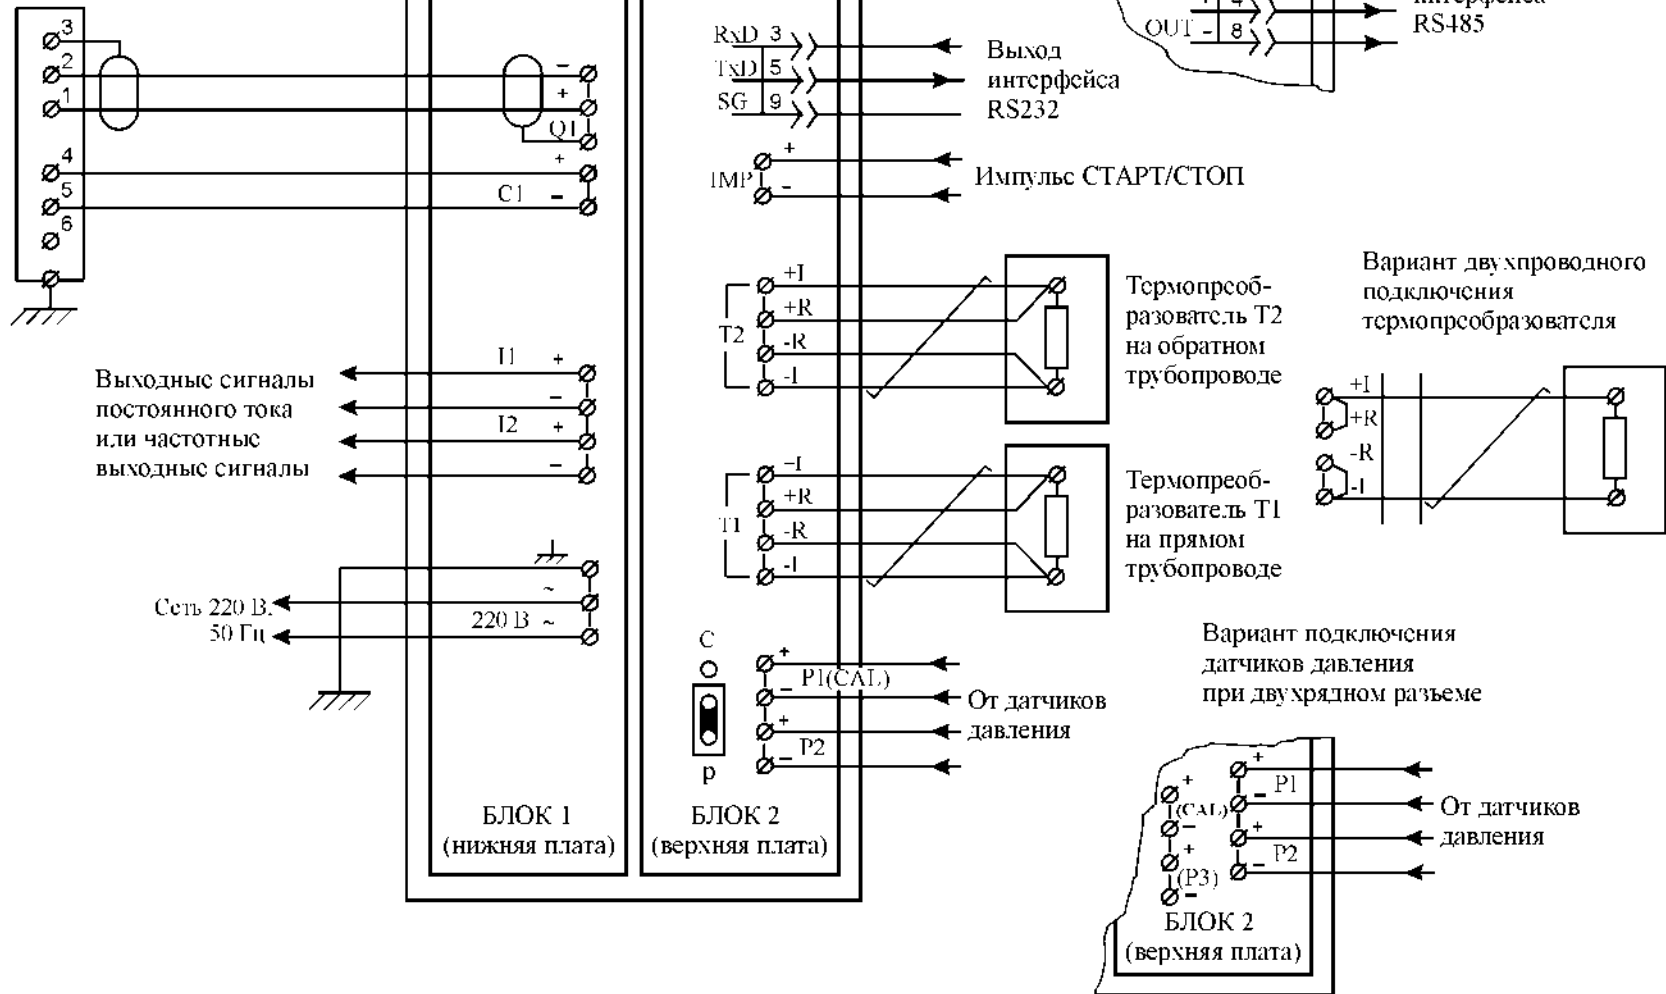 3
2
1
4
5
6
–
+
Q1
+
C1 –
I1 +
–
I2 +
–
Выходные сигналы
постоянного тока
или частотные
выходные сигналы
Сеть 220 В,
50 Гц
~
220 В ~
БЛОК 1
(нижняя плата)
RxD 3
TxD 5
SG 9
Выход
интерфейса
RS232
OUT – 8
RS485
+
IMP
-
Импульс СТАРТ/СТОП
+I
+R
T2
-R
-I
Термопреоб-
разователь Т2
на обратном
трубопроводе
–I
+R
T1
-R
-I
Термопреоб-
разователь Т1
на прямом
трубопроводе
Вариант двухпроводного
подключения
термопреобразователя
+I
+R
-R
-I
С
р
+
P1(CAL)
–
+
P2
–
От датчиков
давления
БЛОК 2
(верхняя плата)
Вариант подключения
датчиков давления
при двухрядном разъеме
+
(CAL)
–
+
(P3)
–
+
P1
–
+
P2
–
От датчиков
давления
БЛОК 2
(верхняя плата)